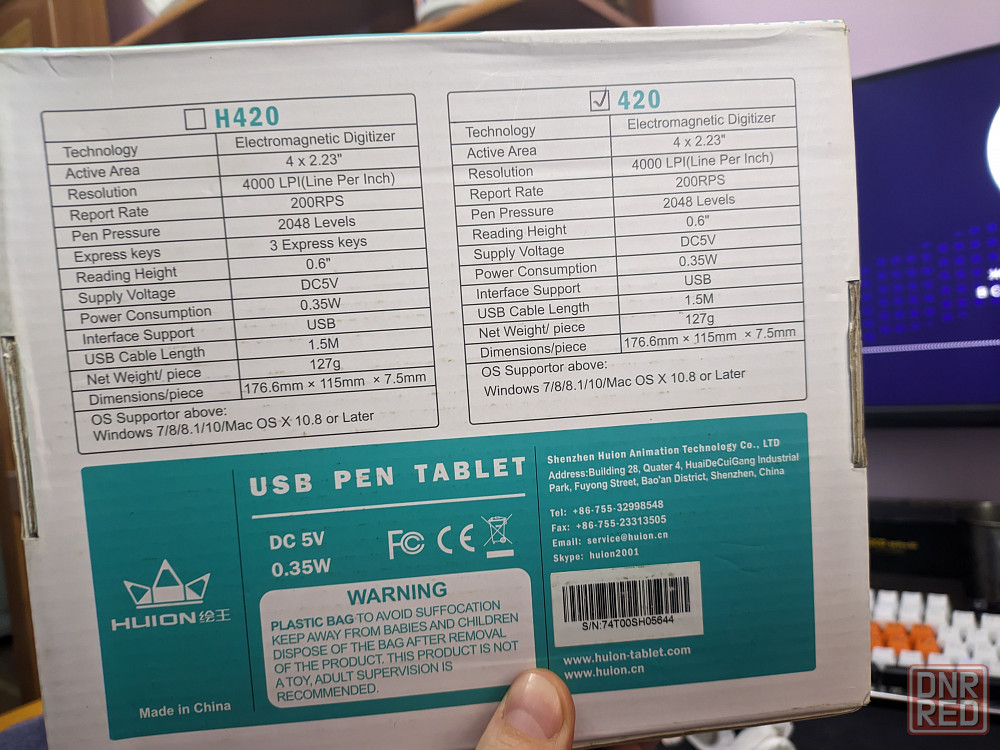 H420
Technology Electromagnetic Digitizer
Active Area 4 x 2.23"
Resolution 4000 LPI(Line Per Inch)
Report Rate 200RPS
Pen Pressure 2048 Levels
Express keys 3 Express keys
Reading Height 0.6"
Supply Voltage DC5V
Power Consumption 0.35W
Interface Support USB
USB Cable Length 1.5M
Net Weight/ piece 127g
Dimensions/piece 176.6mm × 115mm × 7.5mm
OS Supportor above:
Windows 7/8/8.1/10/Mac OS X 10.8 or Later
420
Technology Electromagnetic Digitizer
Active Area 4 x 2.23"
Resolution 4000 LPI(Line Per Inch)
Report Rate 200RPS
Pen Pressure 2048 Levels
Reading Height 0.6"
Supply Voltage DC5V
Power Consumption 0.35W
Interface Support USB
USB Cable Length 1.5M
Net Weight/ piece 127g
Dimensions/piece 176.6mm × 115mm × 7.5mm
OS Supportor above:
Windows 7/8/8.1/10/Mac OS X 10.8 or Later
HUION绘王
Made in China
USB PEN TABLET
DC 5V
0.35W
FC CE
WARNING
PLASTIC BAG TO AVOID SUFFOCATION
KEEP AWAY FROM BABIES AND CHILDREN
DISPOSE OF THE BAG AFTER REMOVAL
OF THE PRODUCT. THIS PRODUCT IS NOT
A TOY, ADULT SUPERVISION IS
RECOMMENDED.
Shenzhen Huion Animation Technology Co., LTD
Address:Building 28, Quater 4, HuaiDeCuiGang Industrial
Park, Fuyong Street, Bao'an District, Shenzhen, China
Tel: +86-755-32998548
Fax: +86-755-23313505
Email: service@huion.cn
Skype: huion2001
S/N:74T00SH05644
www.huion-tablet.com
www.huion.cn
DNR
RED